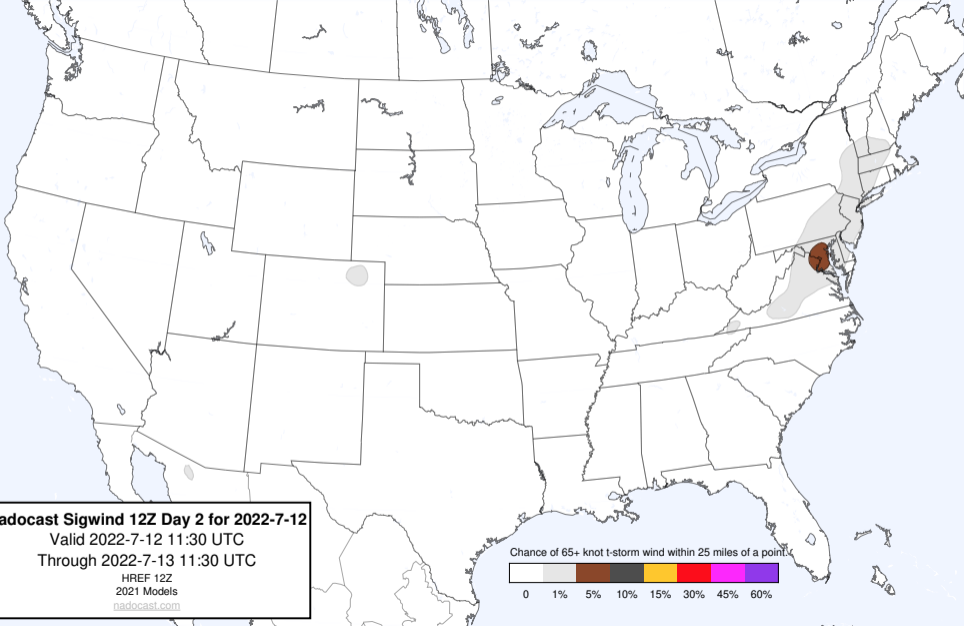 adocast Sigwind 12Z Day 2 for 2022-7-12
Valid 2022-7-12 11:30 UTC
Through 2022-7-13 11:30 UTC
HREF 12Z
2021 Models
nadocast.com
Chance of 65+ knot t-storm wind within 25 miles of a point.
0 1% 5% 10% 15% 30% 45% 60%